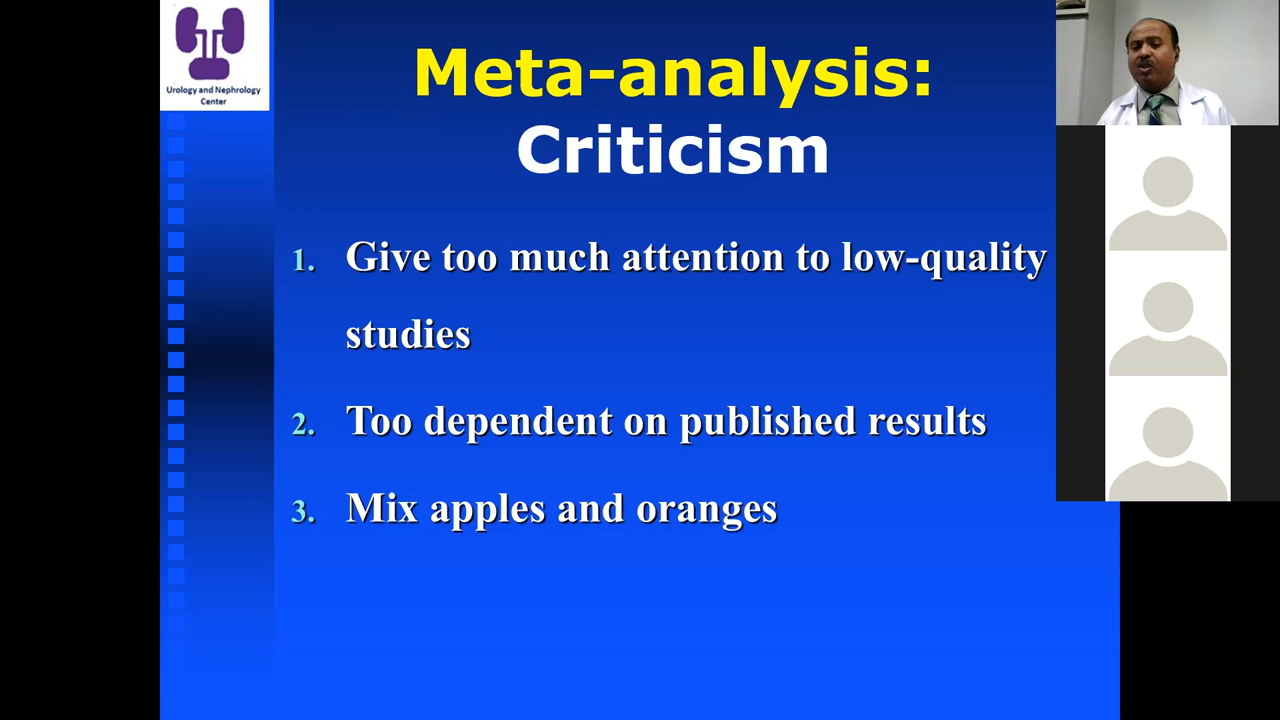 Urology and Nephrology
Center
Meta-analysis:
Criticism
1. Give too much attention to low-quality
studies
2. Too dependent on published results
3. Mix apples and oranges